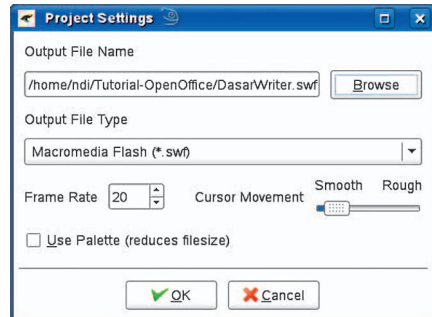 Project Settings
Output File Name
/home/ndi/Tutorial-OpenOffice/DasarWriter.swf
Browse
Output File Type
Macromedia Flash (*.swf)
Frame Rate 20 Cursor Movement Smooth Rough
Use Palette (reduces filesize)
OK Cancel